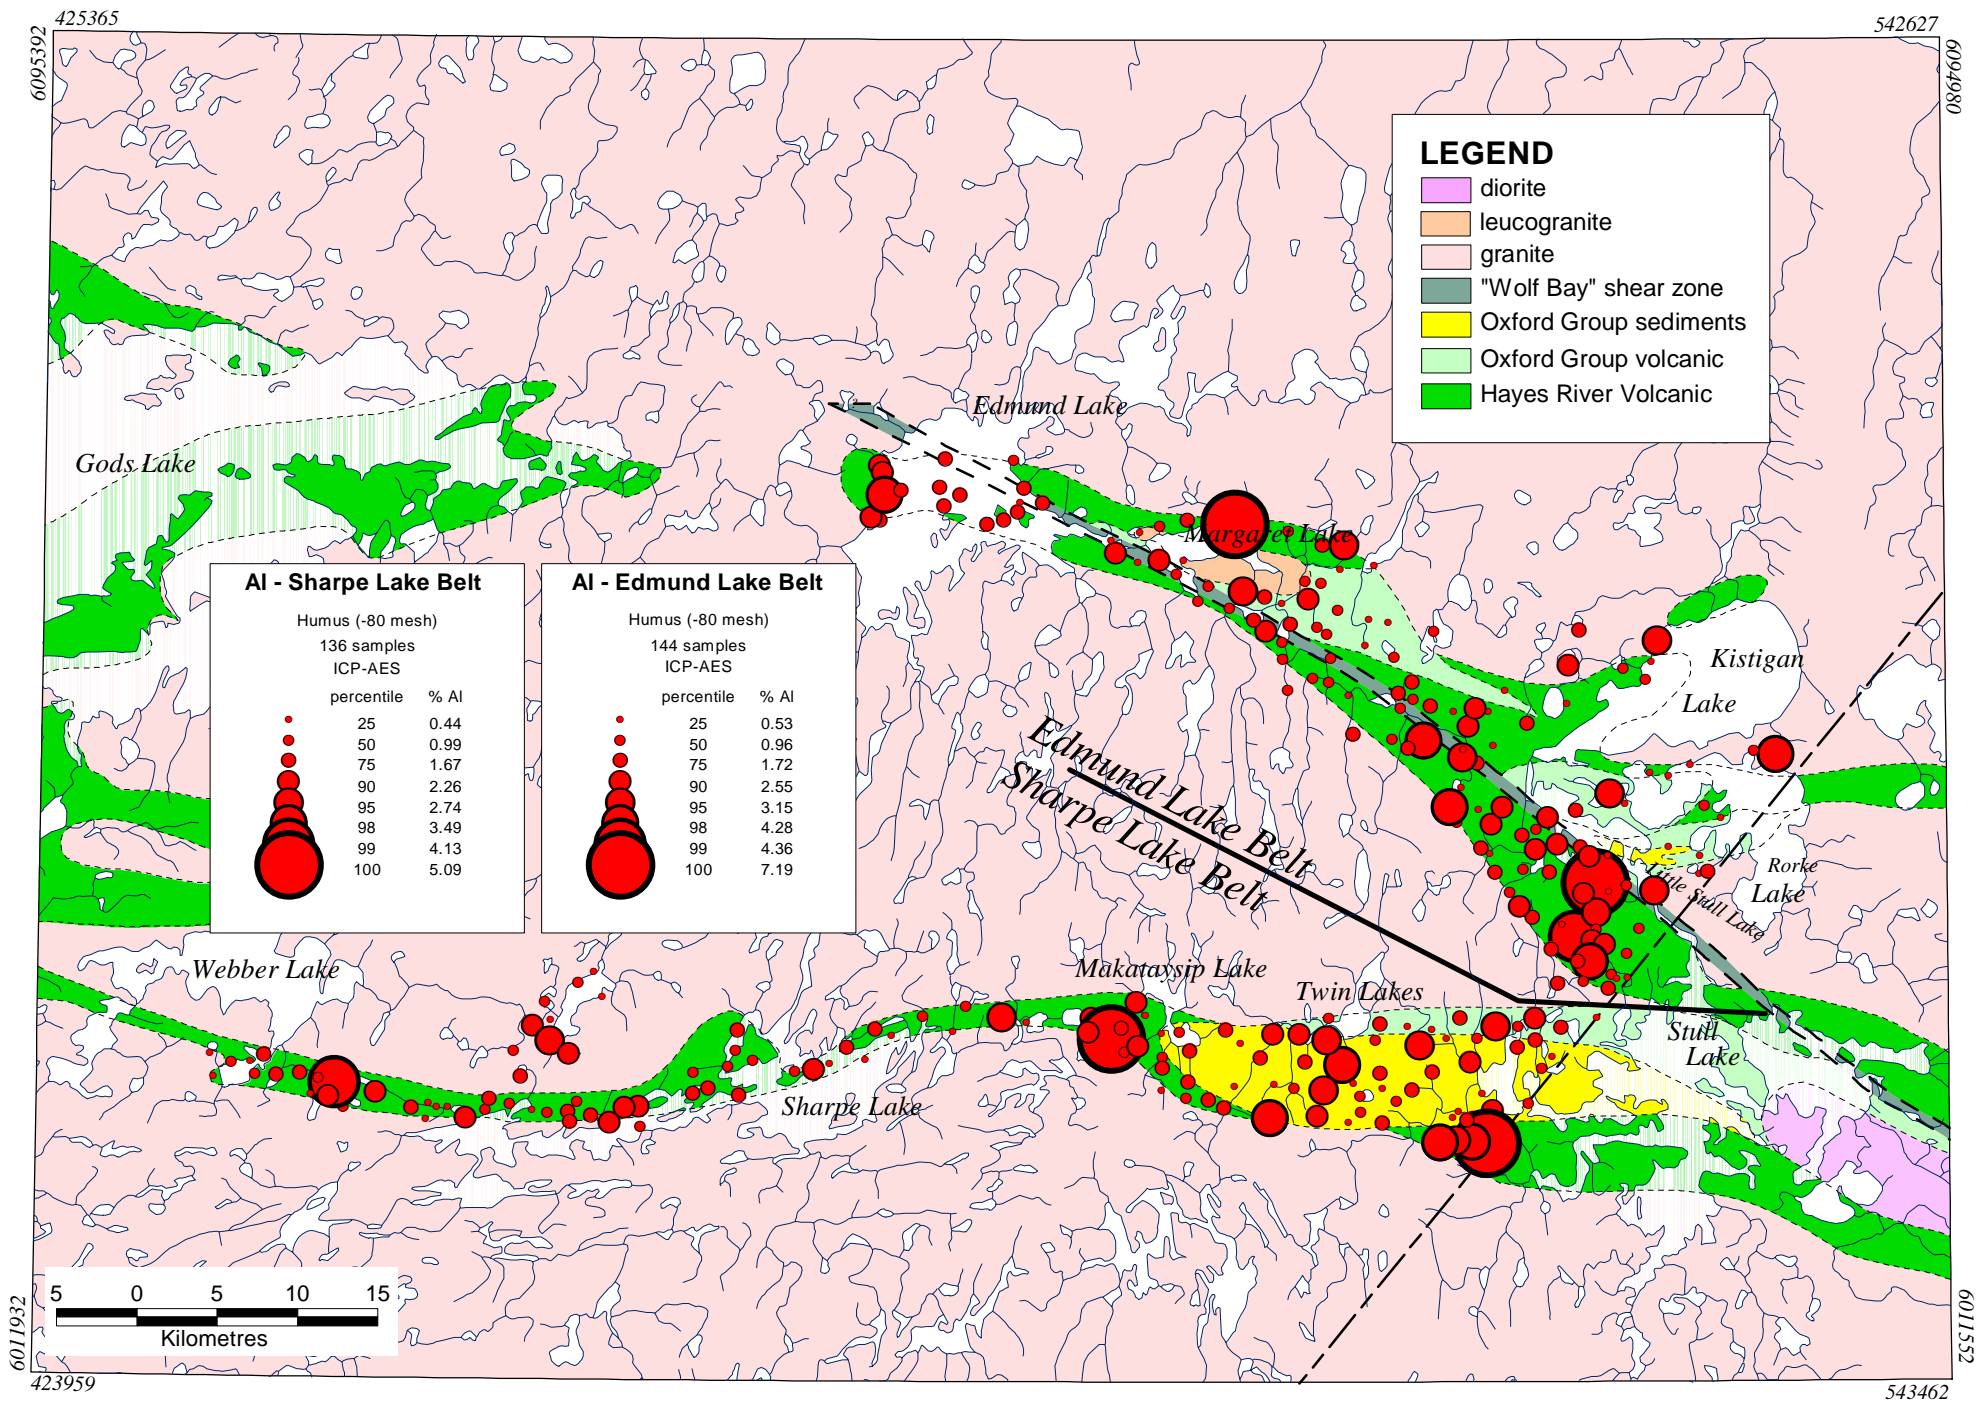 425365
542627
6095392
6094980
LEGEND
diorite
leucogranite
granite
"Wolf Bay" shear zone
Oxford Group sediments
Oxford Group volcanic
Hayes River Volcanic
Edmund Lake
Gods Lake
Margaret Lake
Al - Sharpe Lake Belt
Humus (-80 mesh)
136 samples
ICP-AES
percentile % Al
25 0.44
50 0.99
75 1.67
90 2.26
95 2.74
98 3.49
99 4.13
100 5.09
Al - Edmund Lake Belt
Humus (-80 mesh)
144 samples
ICP-AES
percentile % Al
25 0.53
50 0.96
75 1.72
90 2.55
95 3.15
98 4.28
99 4.36
100 7.19
Kistigan
Lake
Edmund Lake Belt
Sharpe Lake Belt
Rorke
Lake
Little Stull Lake
Webber Lake
Makataysip Lake
Twin Lakes
Stull
Lake
Sharpe Lake
5 0 5 10 15
Kilometres
6011932
6011552
423959
543462